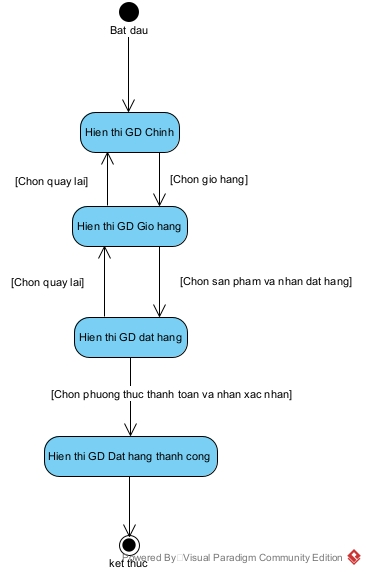 Bat dau
Hien thi GD Chinh
[Chon quay lai]
[Chon gio hang]
Hien thi GD Gio hang
[Chon quay lai]
[Chon san pham va nhan dat hang]
Hien thi GD dat hang
[Chon phuong thuc thanh toan va nhan xac nhan]
Hien thi GD Dat hang thanh cong
Powered By Visual Paradigm Community Edition
ket thuc